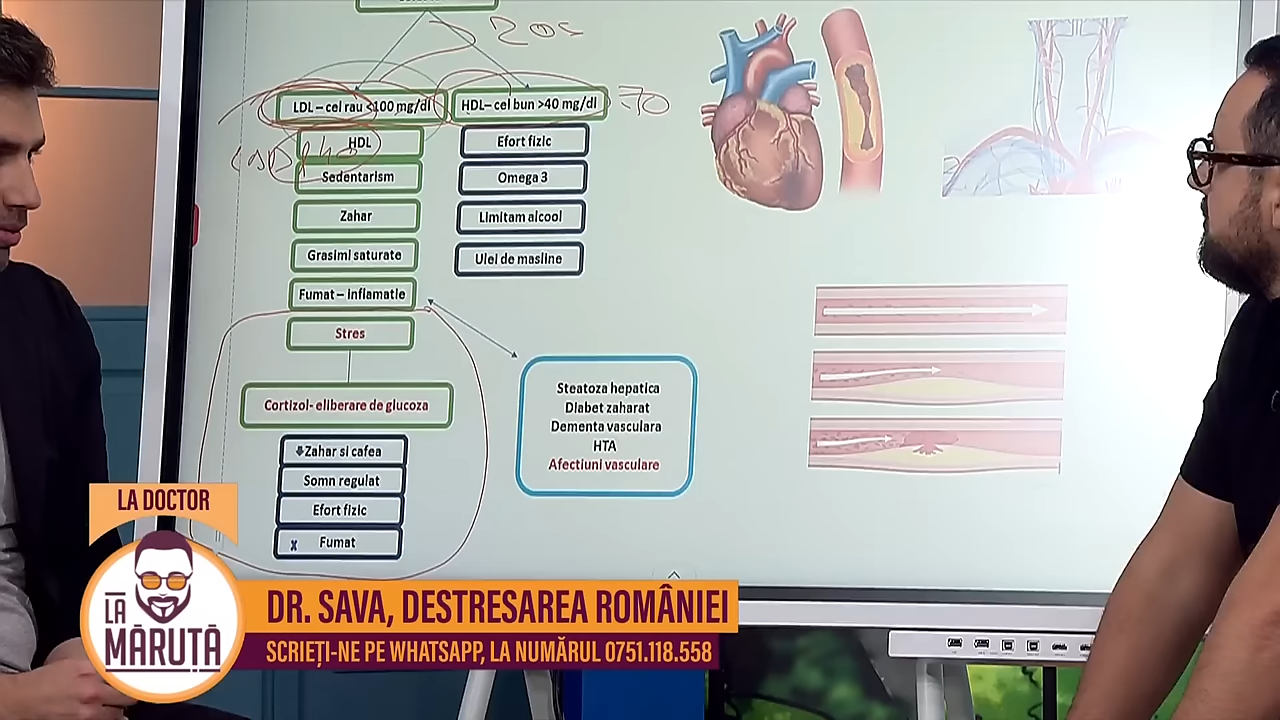 200
LDL – cel rau <100 mg/dl
HDL– cel bun >40 mg/dl
70
HDL
Sedentarism
Zahar
Grasimi saturate
Fumat – inflamatie
Stres
Cortizol- eliberare de glucoza
Zahar si cafea
Somn regulat
Efort fizic
x Fumat
Efort fizic
Omega 3
Limitam alcool
Ulei de masline
Steatoza hepatica
Diabet zaharat
Dementa vasculara
HTA
Afectiuni vasculare
LA DOCTOR
LA
MĂRUȚĂ
DR. SAVA, DESTRESAREA ROMÂNIEI
SCRIEȚI-NE PE WHATSAPP, LA NUMĂRUL 0751.118.558